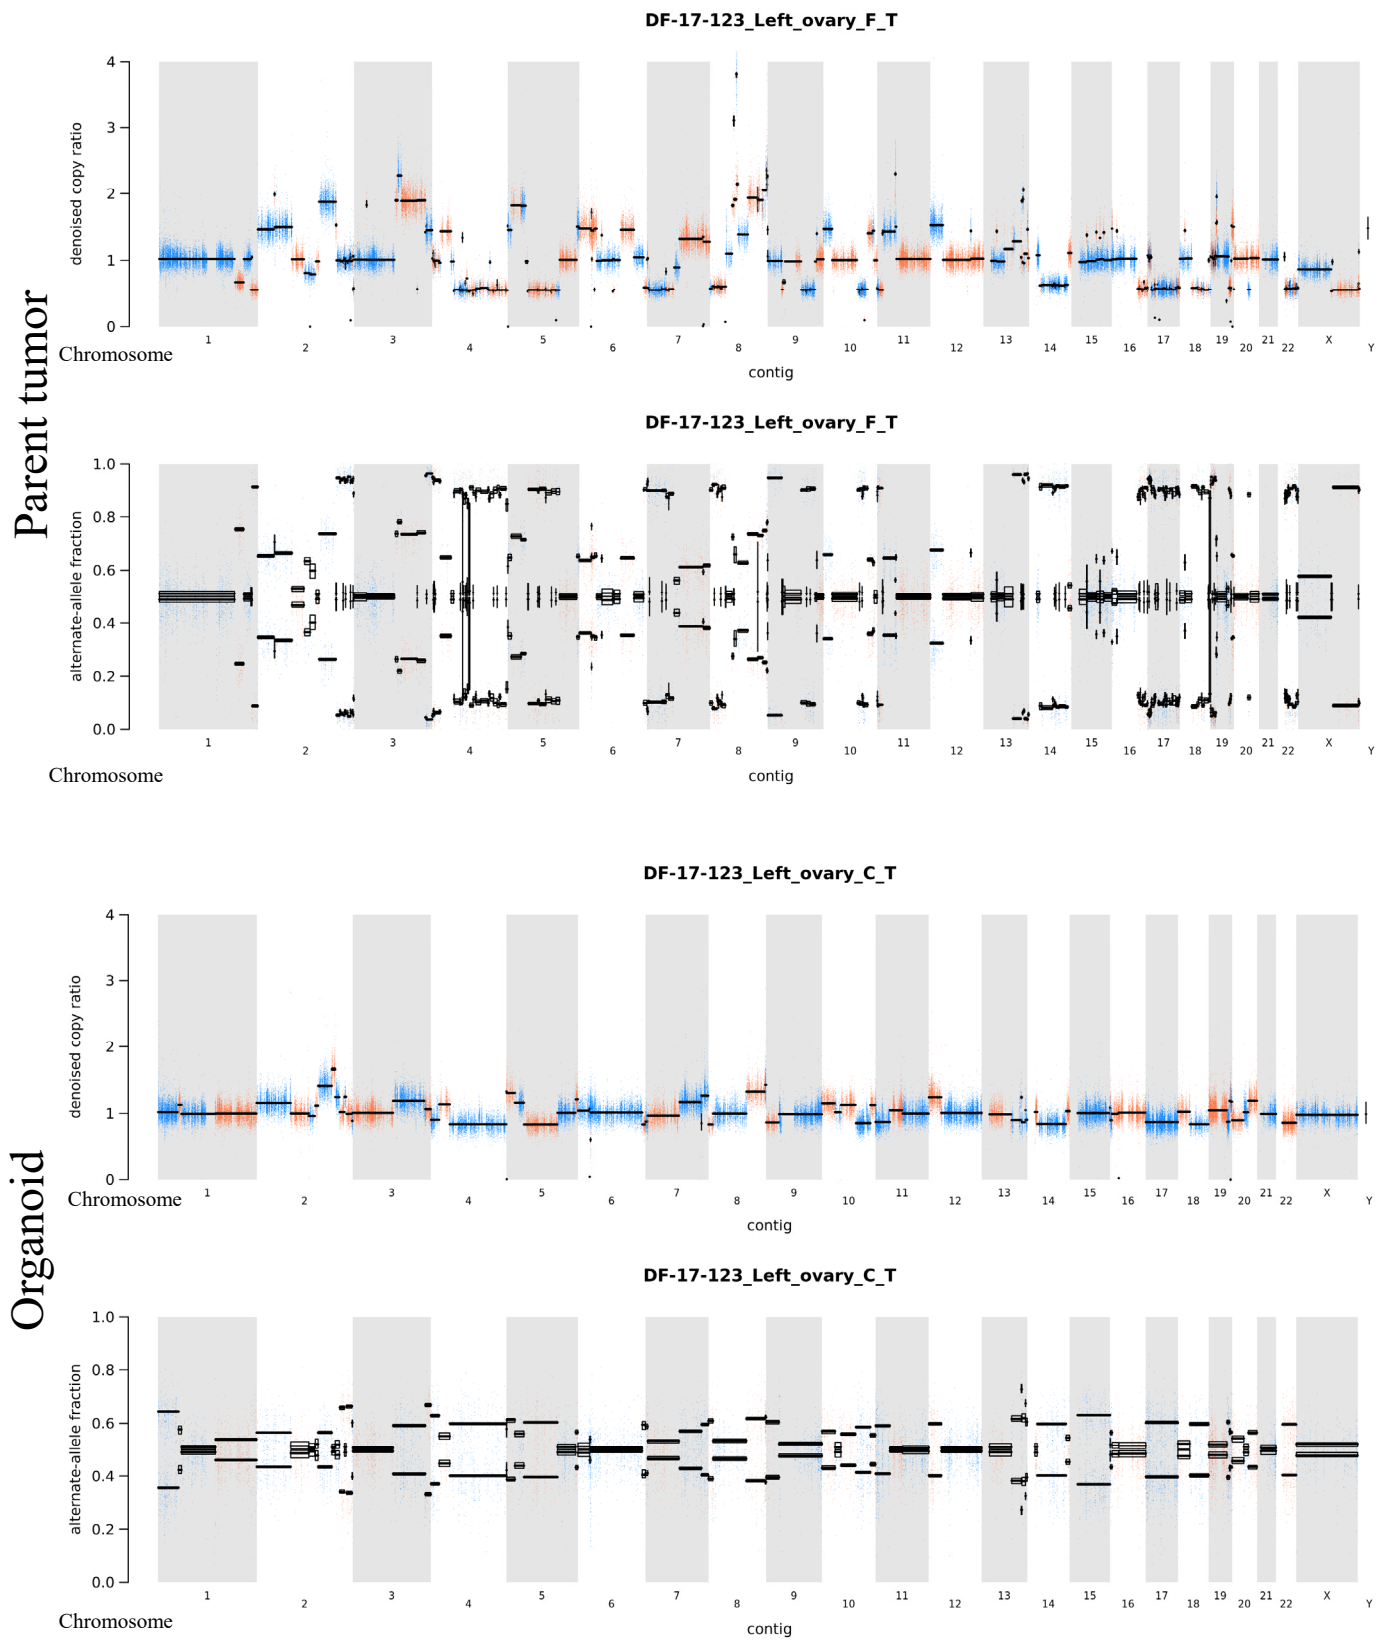 Parent tumor
DF-17-123_Left_ovary_F_T
denoised copy ratio
4
3
2
1
0
1 2 3 4 5 6 7 8 9 10 11 12 13 14 15 16 17 18 19 20 21 22 X Y
Chromosome
contig
DF-17-123_Left_ovary_F_T
alternate-allele fraction
1.0
0.8
0.6
0.4
0.2
0.0
1 2 3 4 5 6 7 8 9 10 11 12 13 14 15 16 17 18 19 20 21 22 X Y
Chromosome
contig
Organoid
DF-17-123_Left_ovary_C_T
denoised copy ratio
4
3
2
1
0
1 2 3 4 5 6 7 8 9 10 11 12 13 14 15 16 17 18 19 20 21 22 X Y
Chromosome
contig
DF-17-123_Left_ovary_C_T
alternate-allele fraction
1.0
0.8
0.6
0.4
0.2
0.0
1 2 3 4 5 6 7 8 9 10 11 12 13 14 15 16 17 18 19 20 21 22 X Y
Chromosome
contig